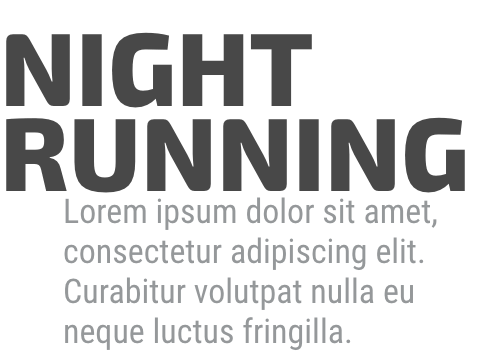 NIGHT
RUNNING
Lorem ipsum dolor sit amet,
consectetur adipiscing elit.
Curabitur volutpat nulla eu
neque luctus fringilla.